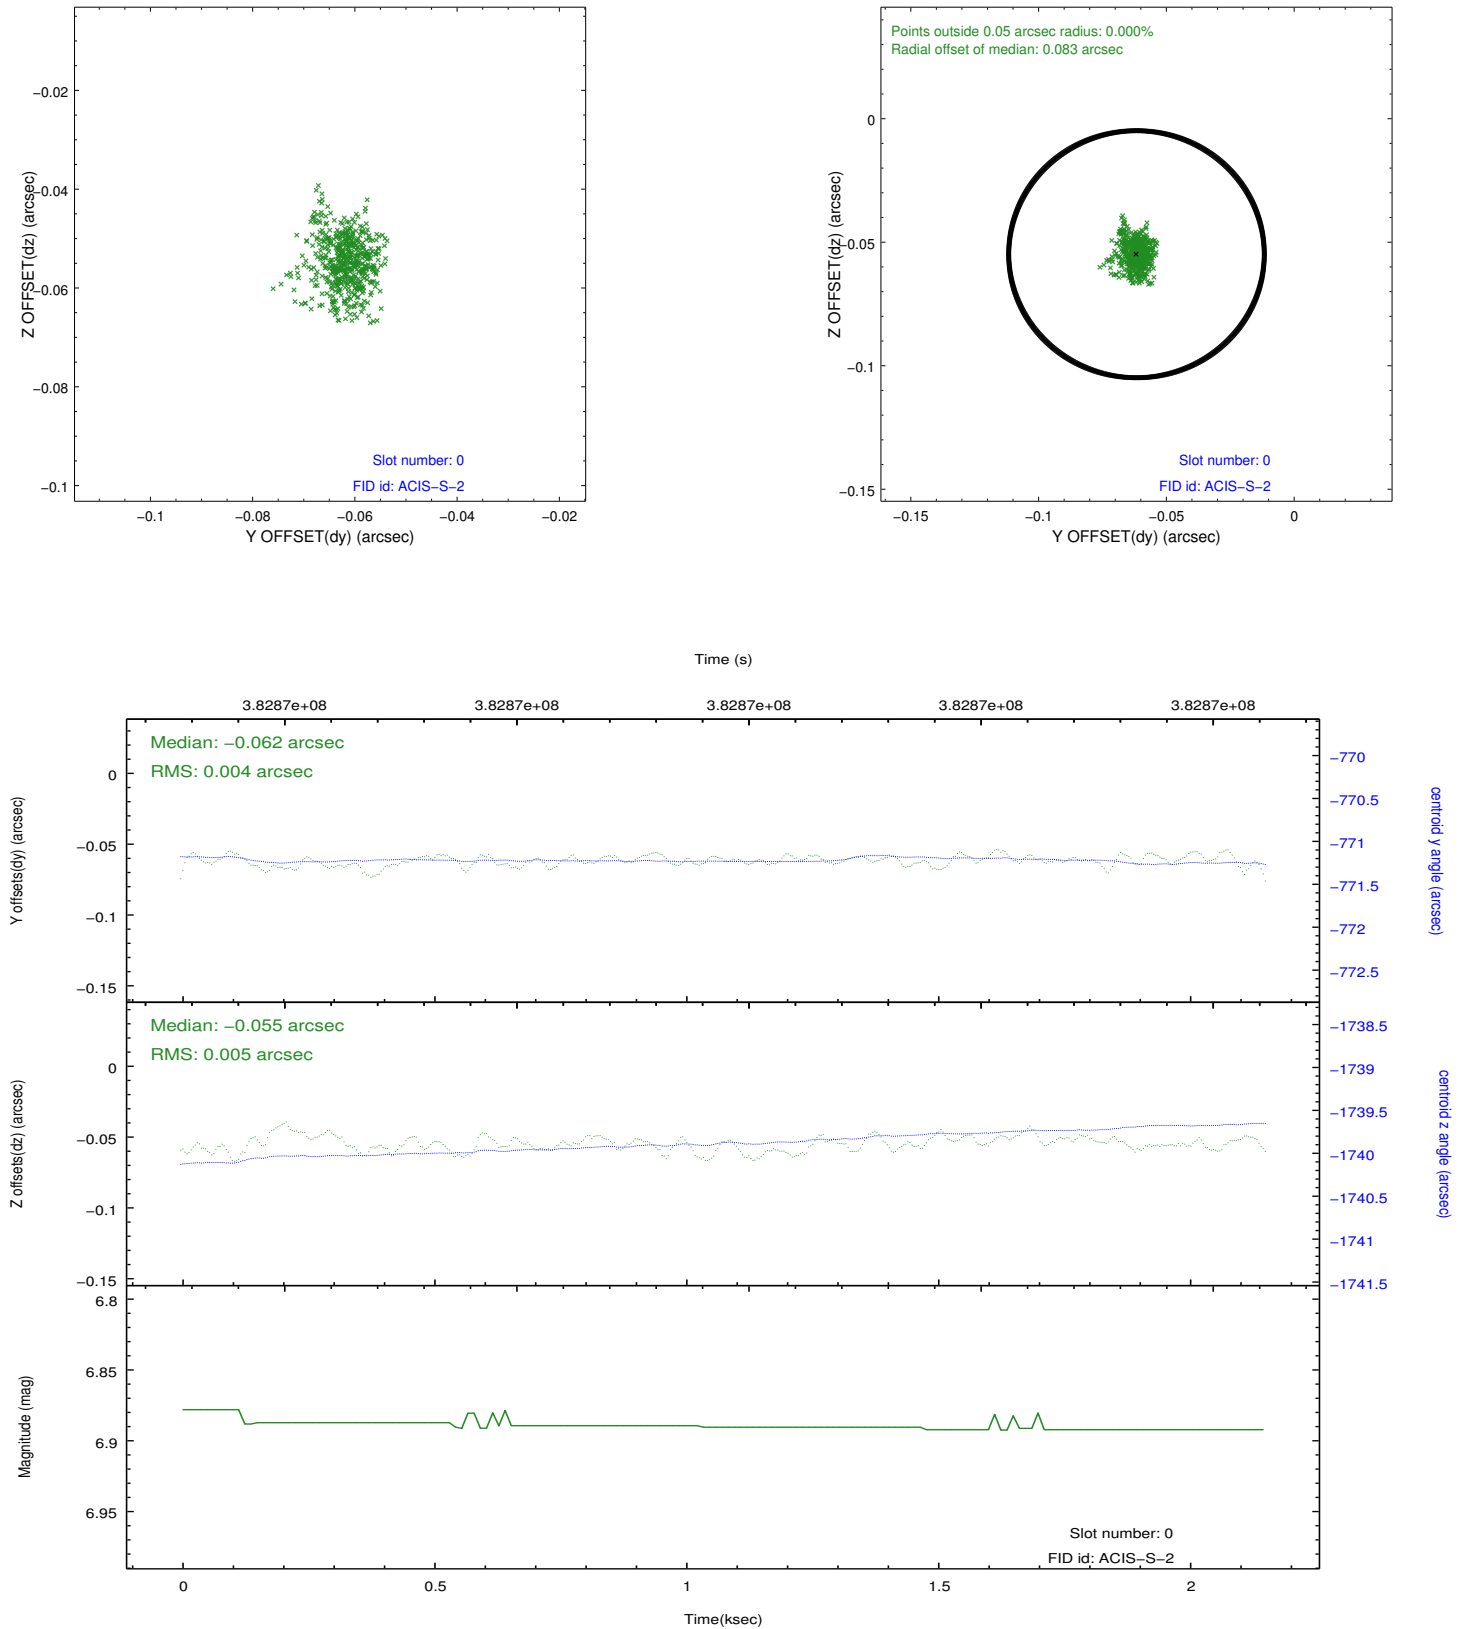 −0.02
−0.04
−0.06
−0.08
−0.1
Z OFFSET(dz) (arcsec)
Slot number: 0
FID id: ACIS−S−2
−0.1
−0.08
−0.06
−0.04
−0.02
Y OFFSET(dy) (arcsec)
Points outside 0.05 arcsec radius: 0.000%
Radial offset of median: 0.083 arcsec
0
−0.05
−0.1
−0.15
Z OFFSET(dz) (arcsec)
Slot number: 0
FID id: ACIS−S−2
−0.15
−0.1
−0.05
0
Y OFFSET(dy) (arcsec)
Time (s)
3.8287e+08
3.8287e+08
3.8287e+08
3.8287e+08
3.8287e+08
Median: −0.062 arcsec
RMS: 0.004 arcsec
0
−0.05
−0.1
−0.15
Y offsets(dy) (arcsec)
−770
−770.5
−771
−771.5
−772
−772.5
centroid y angle (arcsec)
Median: −0.055 arcsec
RMS: 0.005 arcsec
0
−0.05
−0.1
−0.15
Z offsets(dz) (arcsec)
−1738.5
−1739
−1739.5
−1740
−1740.5
−1741
−1741.5
centroid z angle (arcsec)
6.8
6.85
6.9
6.95
Magnitude (mag)
Slot number: 0
FID id: ACIS−S−2
0
0.5
1
1.5
2
Time(ksec)